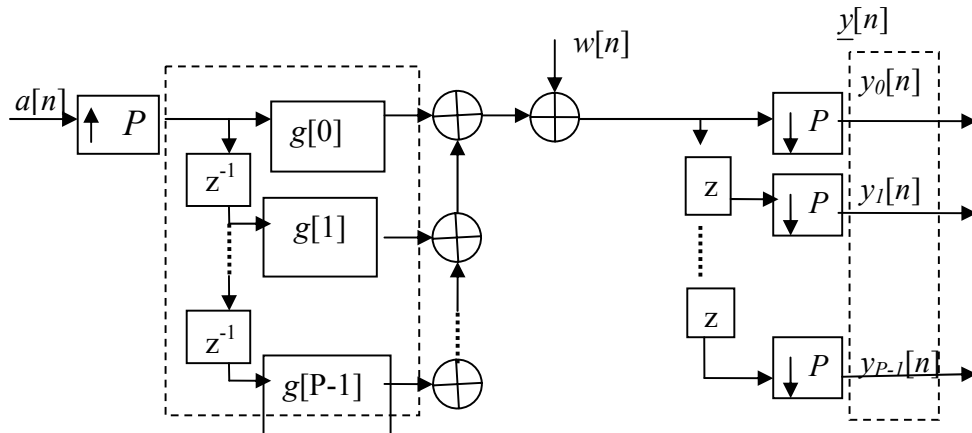 y[n]
w[n]
a[n]
P
g[0]
P
y₀[n]
z⁻¹
g[1]
z
P
y₁[n]
z⁻¹
g[P-1]
z
P
yₚ₋₁[n]